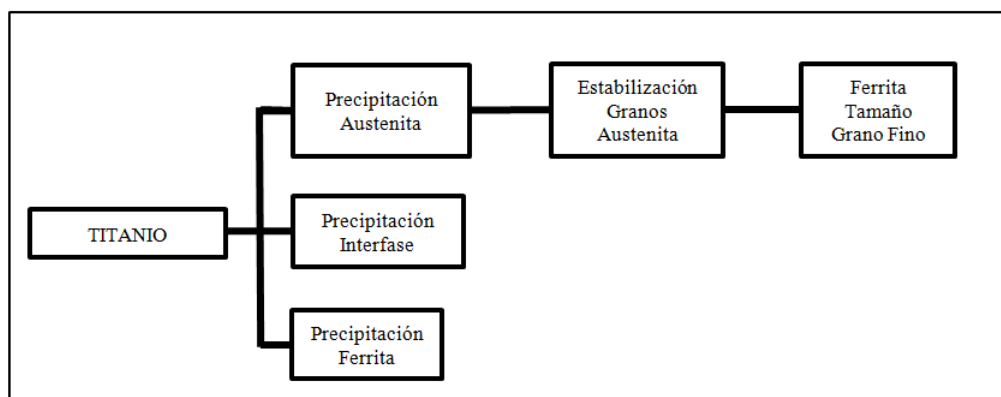 Precipitación
Austenita
Estabilización
Granos
Austenita
Ferrita
Tamaño
Grano Fino
TITANIO
Precipitación
Interfase
Precipitación
Ferrita